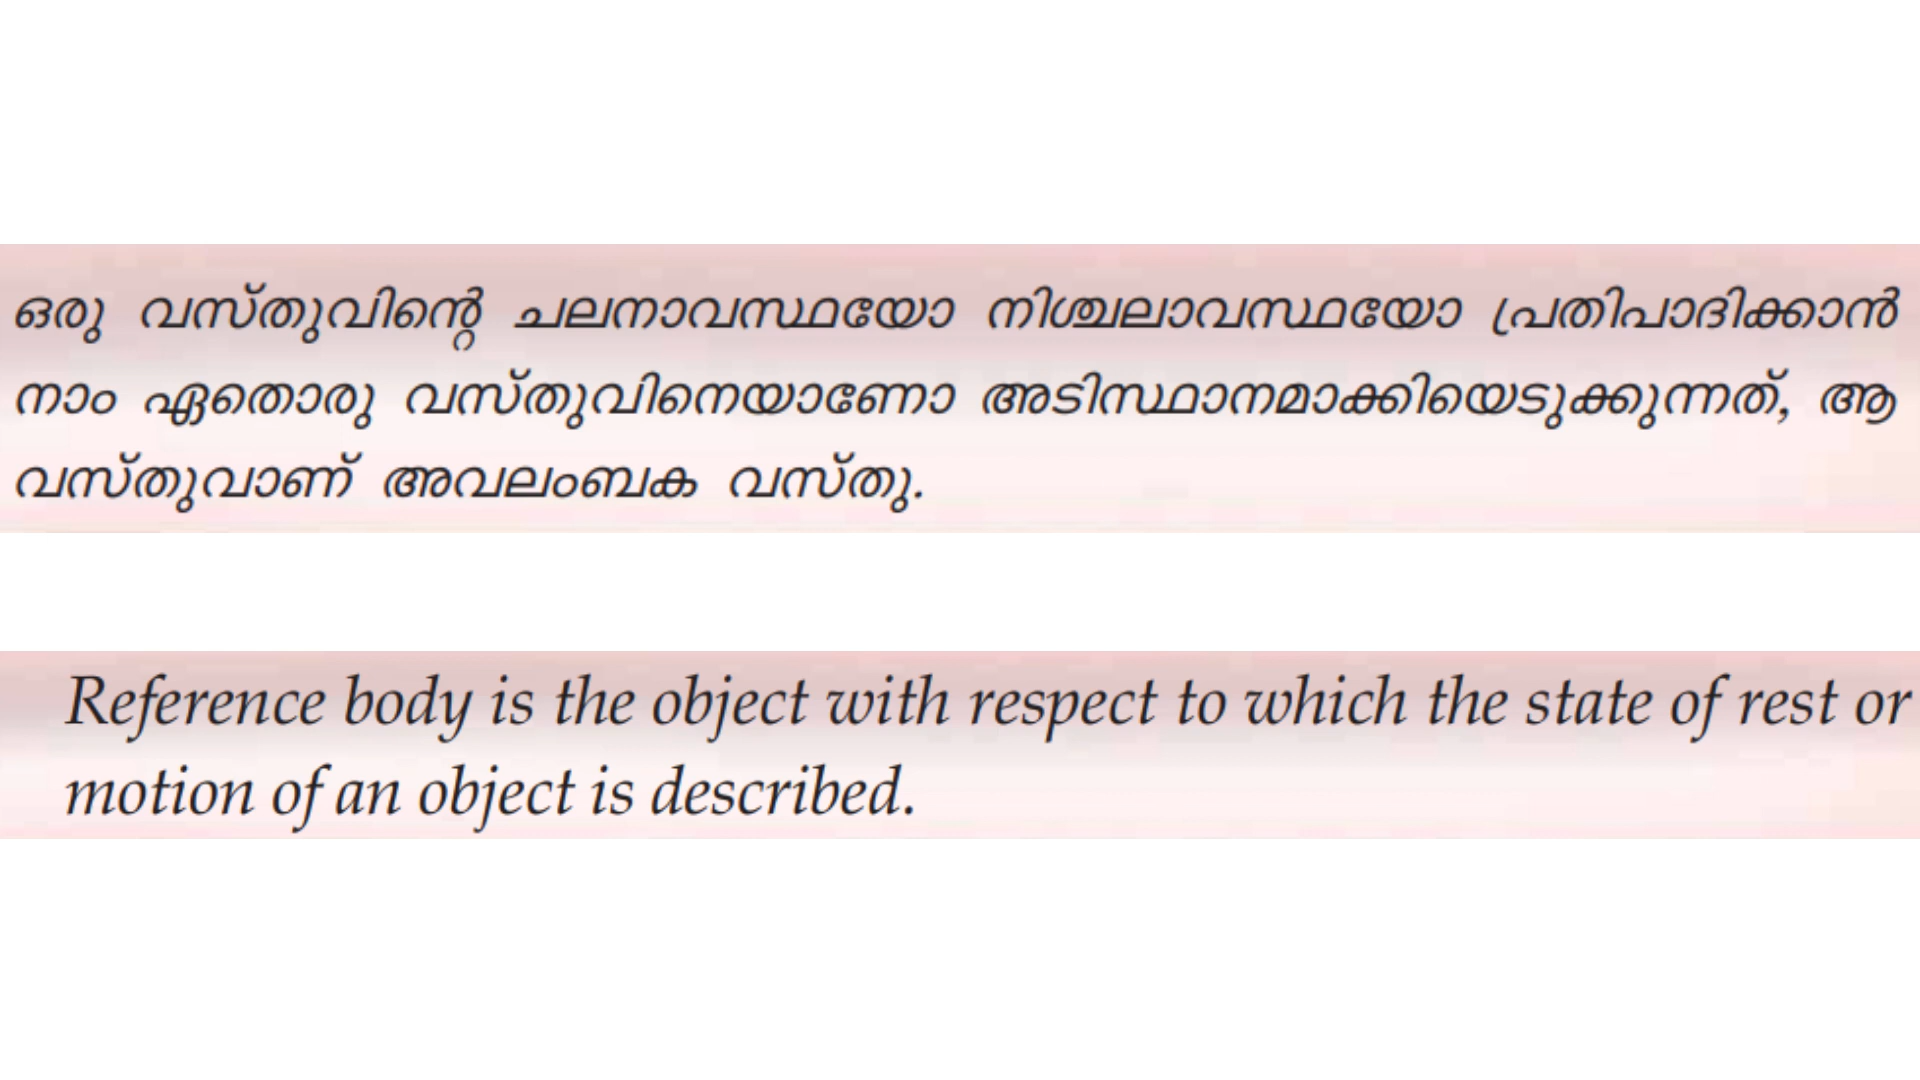 ഒരു വസ്തുവിന്റെ ചലനാവസ്ഥയോ നിശ്ചലാവസ്ഥയോ പ്രതിപാദിക്കാൻ
നാം ഏതൊരു വസ്തുവിനെയാണോ അടിസ്ഥാനമാക്കിയെടുക്കുന്നത്, ആ
വസ്തുവാണ് അവലംബക വസ്തു.
Reference body is the object with respect to which the state of rest or
motion of an object is described.